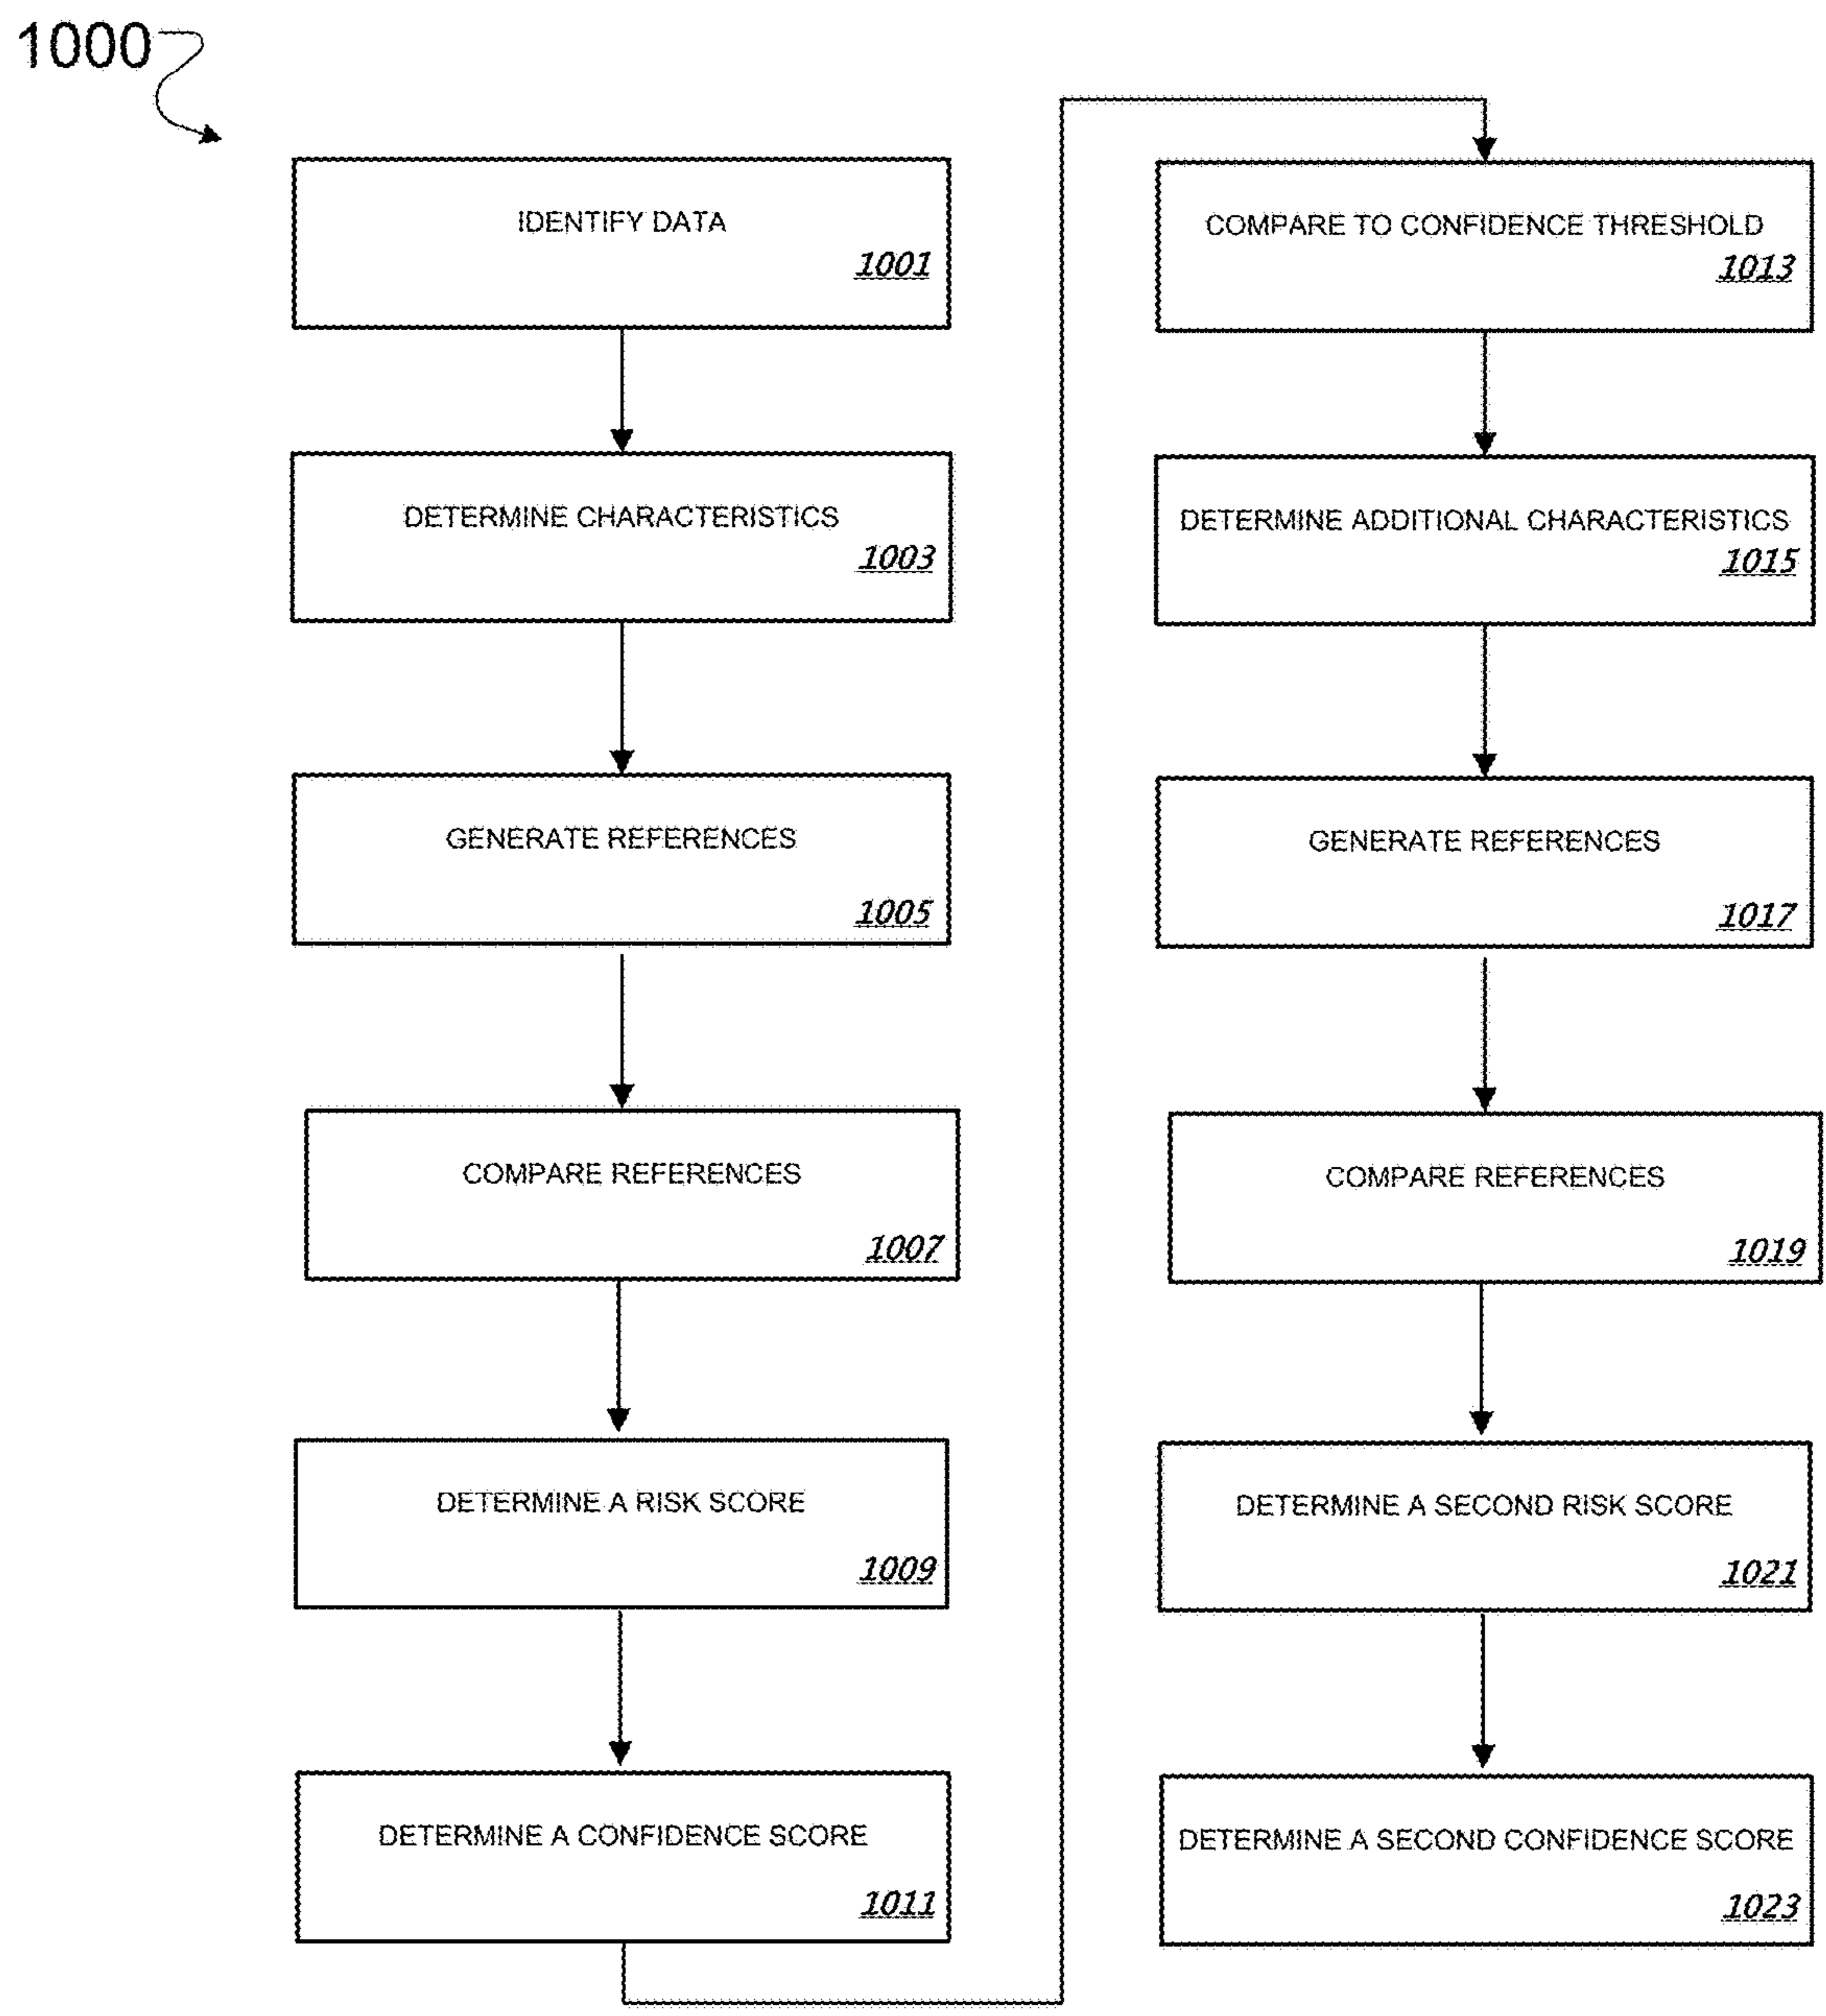 1000
IDENTIFY DATA
1001
DETERMINE CHARACTERISTICS
1003
GENERATE REFERENCES
1005
COMPARE REFERENCES
1007
DETERMINE A RISK SCORE
1009
DETERMINE A CONFIDENCE SCORE
1011
COMPARE TO CONFIDENCE THRESHOLD
1013
DETERMINE ADDITIONAL CHARACTERISTICS
1015
GENERATE REFERENCES
1017
COMPARE REFERENCES
1019
DETERMINE A SECOND RISK SCORE
1021
DETERMINE A SECOND CONFIDENCE SCORE
1023